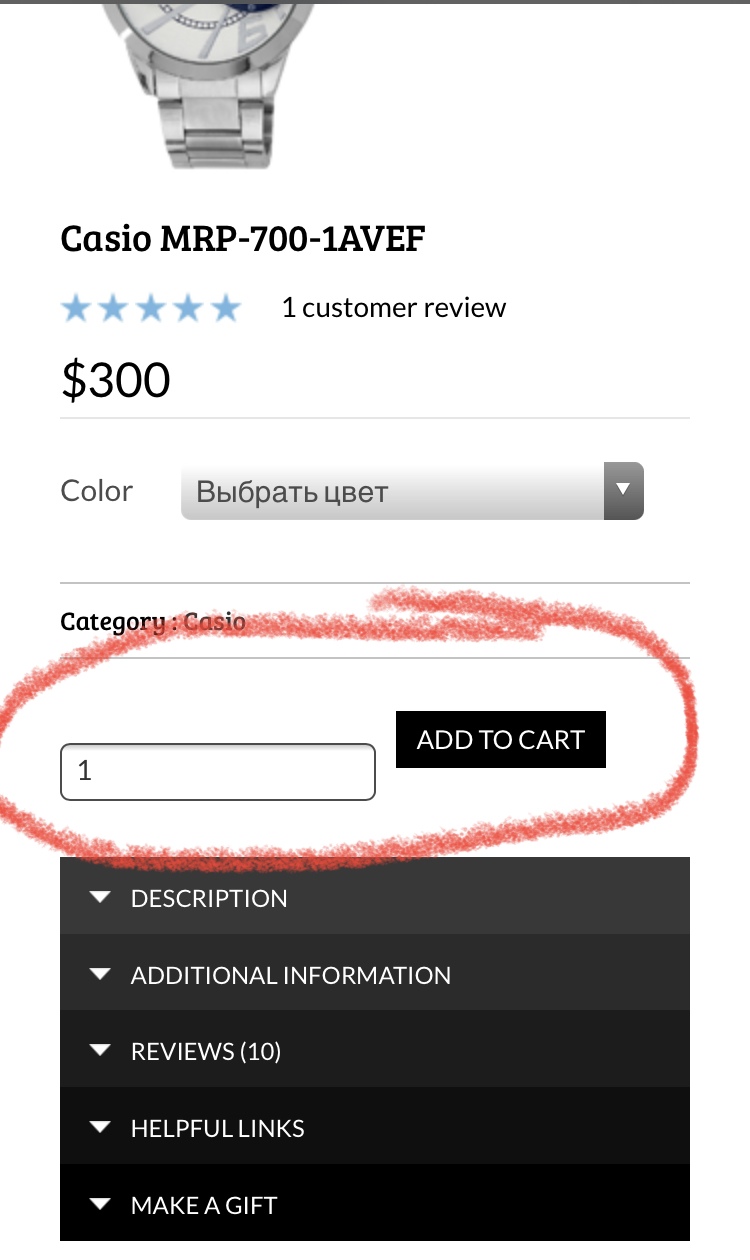 Casio MRP-700-1AVEF
1 customer review
$300
Color Выбрать цвет
Category : Casio
1 ADD TO CART
DESCRIPTION
ADDITIONAL INFORMATION
REVIEWS (10)
HELPFUL LINKS
MAKE A GIFT